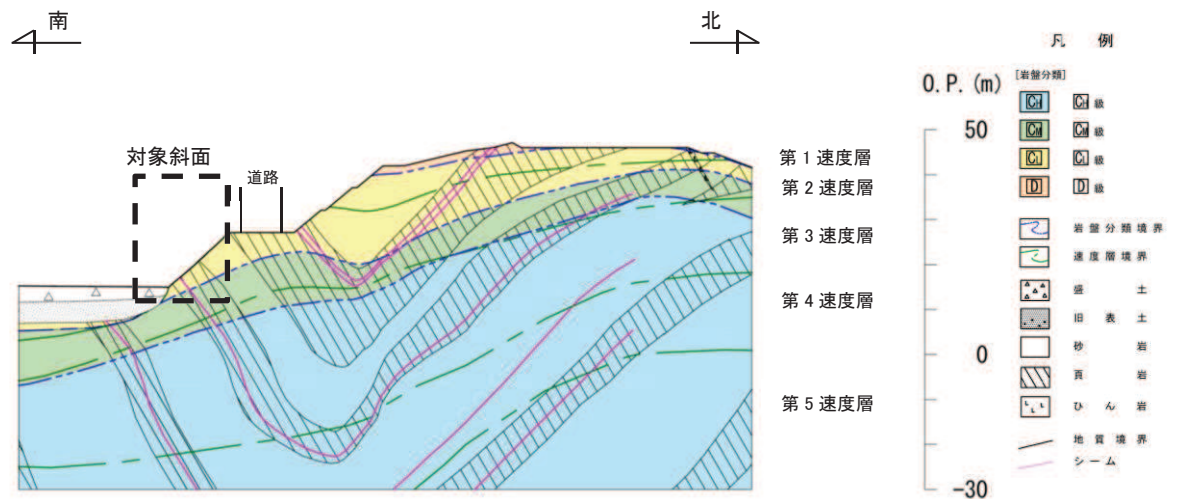 南
北
対象斜面
道路
第1速度層
第2速度層
第3速度層
第4速度層
第5速度層
O.P.(m)
50
0
-30
凡 例
[岩盤分類]
CH CH 級
CM CM 級
CL CL 級
D D 級
岩盤分類境界
速度層境界
盛 土
旧 表 土
砂 岩
頁 岩
ひ ん 岩
地質境界
シーム